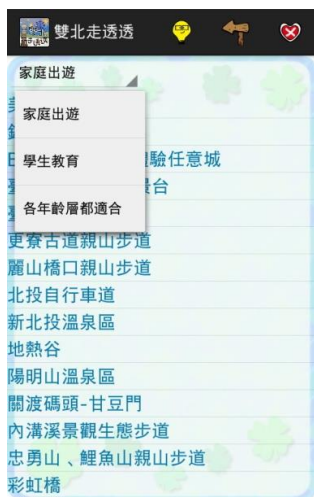 雙北走透透
家庭出遊
家庭出遊
學生教育
各年齡層都適合
驗任意城
景台
更寮古道親山步道
麗山橋口親山步道
北投自行車道
新北投溫泉區
地熱谷
陽明山溫泉區
關渡碼頭-甘豆門
內溝溪景觀生態步道
忠勇山、鯉魚山親山步道
彩虹橋